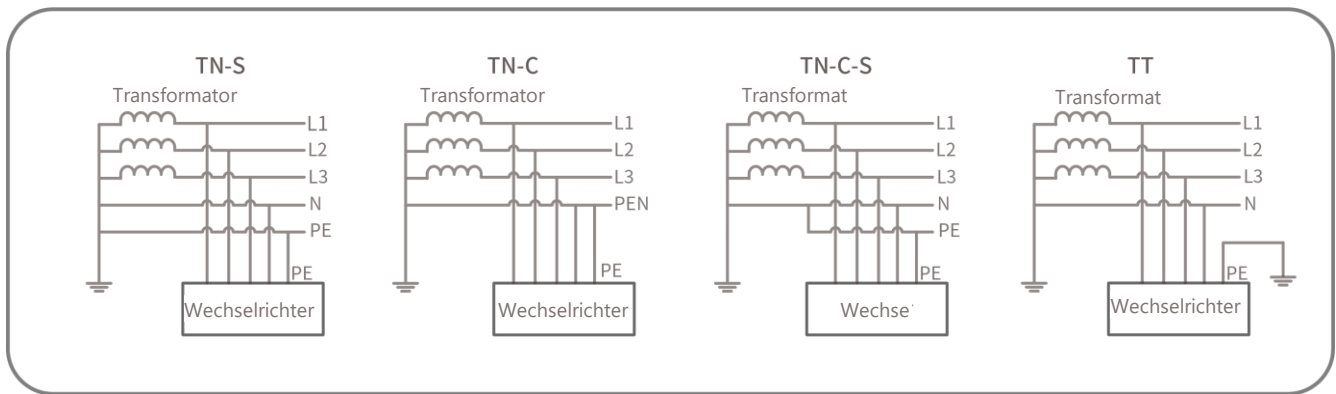 TN-S
Transformator
L1
L2
L3
N
PE
PE
Wechselrichter
TN-C
Transformator
L1
L2
L3
PEN
PE
Wechselrichter
TN-C-S
Transformat
L1
L2
L3
N
PE
PE
Wechse
TT
Transformat
L1
L2
L3
N
PE
Wechselrichter